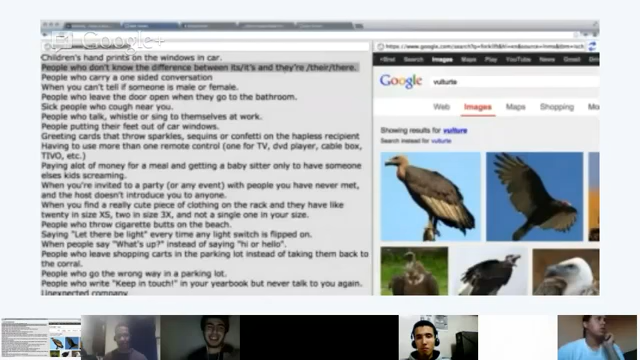 Google+
Children's hand prints on the windows in car.
People who don't know the difference between its/it's and they're /their/there.
People who carry a one sided conversation
When you can't tell if someone is male or female.
People who leave the door open when they go to the bathroom.
Sick people who cough near you.
People who talk, whistle or sing to themselves at work.
People putting their feet out of car windows.
Greeting cards that throw sparkles, sequins or confetti on the hapless recipient
Having to use more than one remote control (one for TV, dvd player, cable box,
TIVO, etc.)
Paying alot of money for a meal and getting a baby sitter only to have someone
elses kids screaming.
When you're invited to a party (or any event) with people you have never met,
and the host doesn't introduce you to anyone.
When you find a really cute piece of clothing on the rack and they have like
twenty in size XS, two in size 3X, and not a single one in your size.
People who throw cigarette butts on the beach.
Saying "Let there be light" every time any light switch is flipped on.
When people say "What's up?" instead of saying "hi or hello".
People who leave shopping carts in the parking lot instead of taking them back to
the corral.
People who go the wrong way in a parking lot.
People who write "Keep in touch!" in your yearbook but never talk to you again.
Unexpected company
Search Images Maps Play YouTube News Gmail
Google
vulturte
Web Images Maps Shopping
Showing results for vulture
Search instead for vulturte